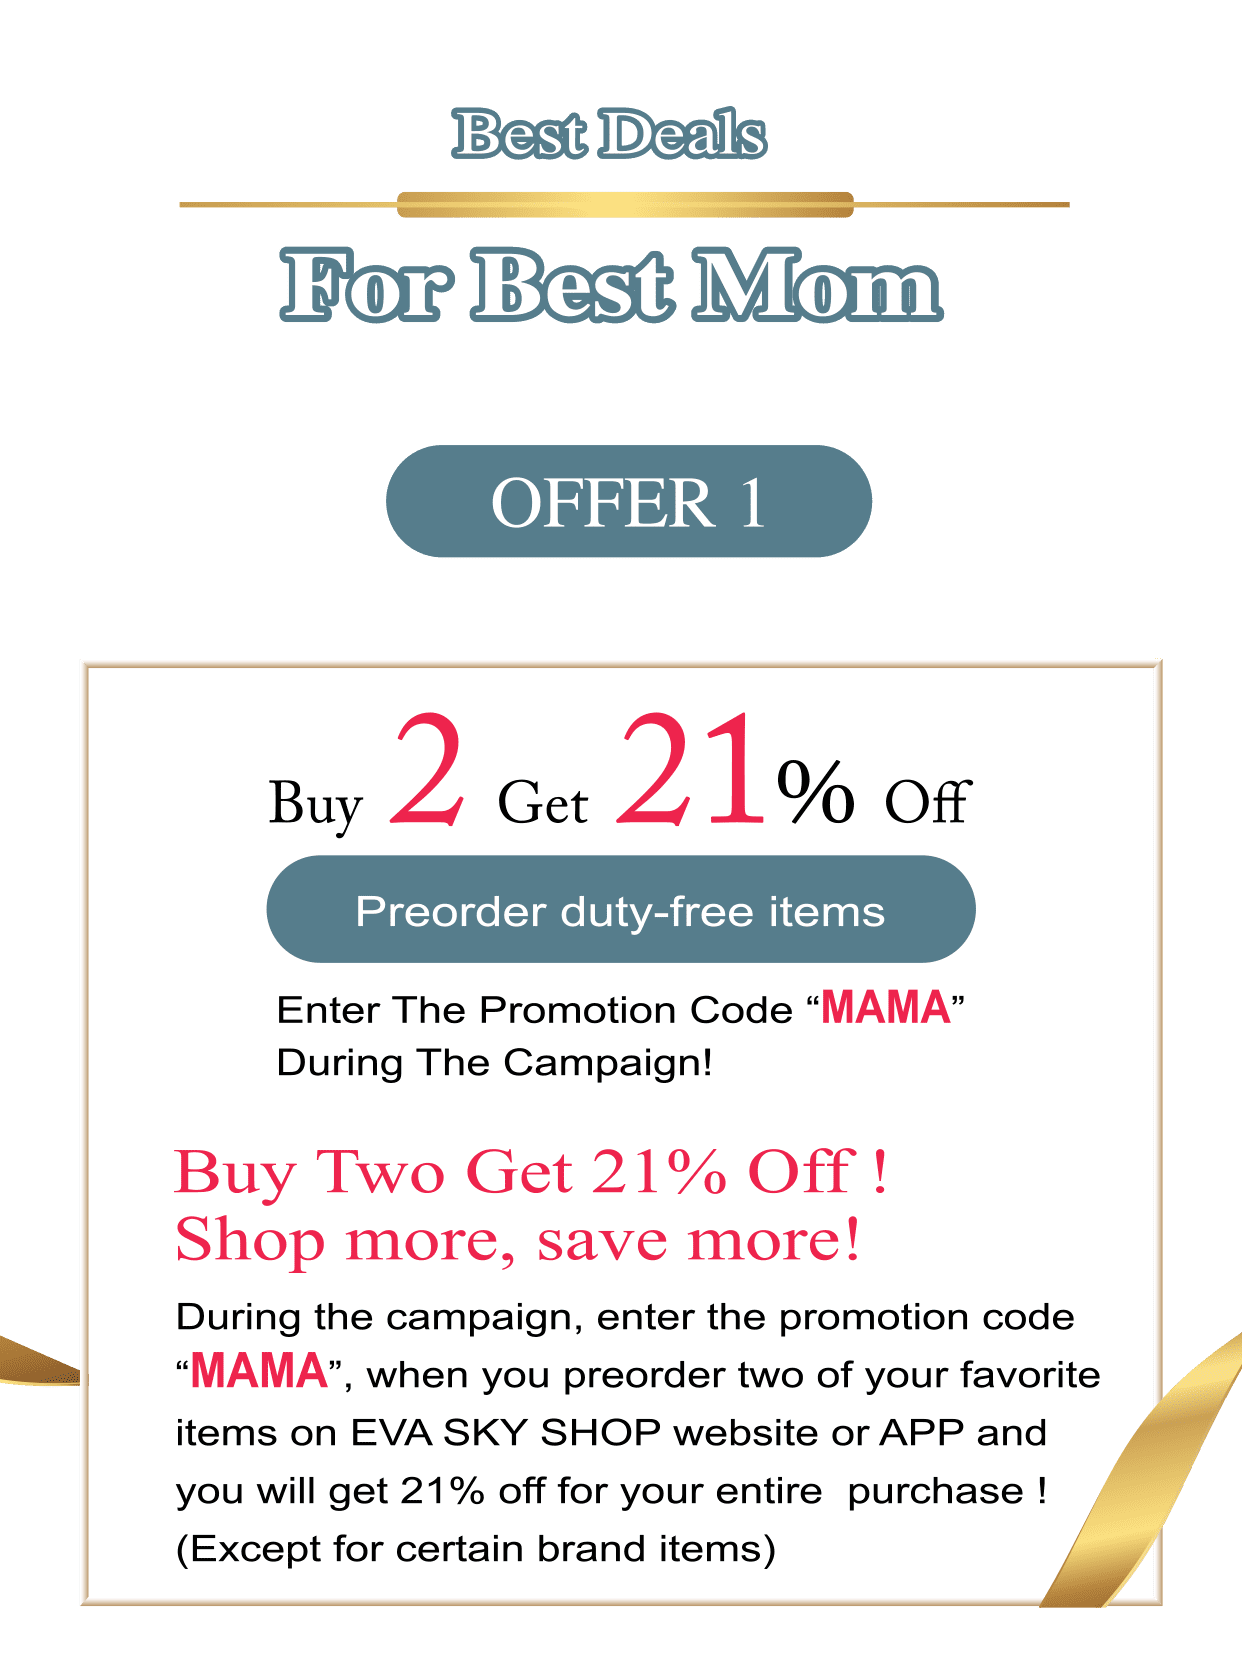 Best Deals
For Best Mom
OFFER 1
Buy 2 Get 21% Off
Preorder duty-free items
Enter The Promotion Code “MAMA”
During The Campaign!
Buy Two Get 21% Off !
Shop more, save more!
During the campaign, enter the promotion code
“MAMA”, when you preorder two of your favorite
items on EVA SKY SHOP website or APP and
you will get 21% off for your entire  purchase !
(Except for certain brand items)